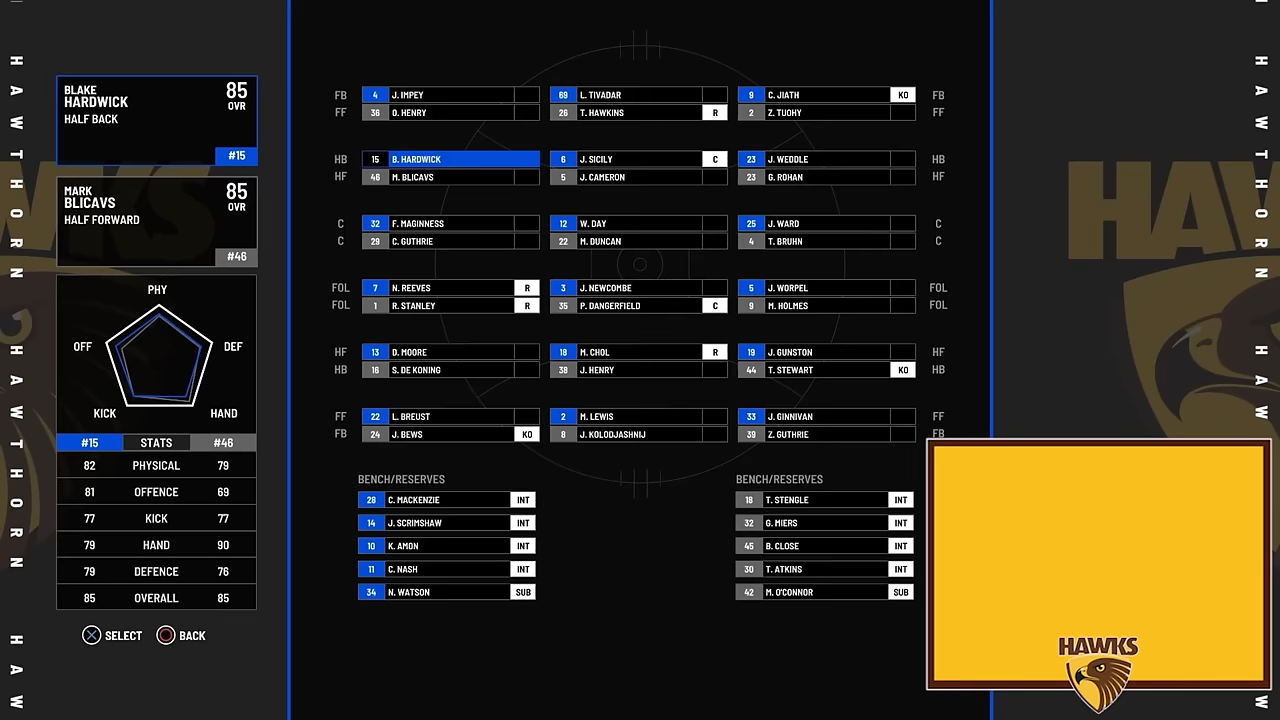 HAWTHORN HAWTHORN HAW
BLAKE
HARDWICK
HALF BACK
85
OVR
#15
MARK
BLICAVS
HALF FORWARD
85
OVR
#46
PHY
OFF
DEF
KICK
HAND
#15 STATS #46
82 PHYSICAL 79
81 OFFENCE 69
77 KICK 77
79 HAND 90
79 DEFENCE 76
85 OVERALL 85
SELECT BACK
FB 4 J. IMPEY 69 L. TIVADAR 9 C. JIATH KO FB
FF 36 O. HENRY 26 T. HAWKINS R 2 Z. TUOHY FF
HB 15 B. HARDWICK 6 J. SICILY C 23 J. WEDDLE HB
HF 46 M. BLICAVS 5 J. CAMERON 23 G. ROHAN HF
C 32 F. MAGINNESS 12 W. DAY 25 J. WARD C
C 29 C. GUTHRIE 22 M. DUNCAN 4 T. BRUHN C
FOL 7 N. REEVES R 3 J. NEWCOMBE 5 J. WORPEL FOL
FOL 1 R. STANLEY R 35 P. DANGERFIELD C 9 M. HOLMES FOL
HF 13 D. MOORE 18 M. CHOL R 19 J. GUNSTON HF
HB 16 S. DE KONING 38 J. HENRY 44 T. STEWART KO HB
FF 22 L. BREUST 2 M. LEWIS 33 J. GINNIVAN FF
FB 24 J. BEWS KO 8 J. KOLODJASHNIJ 39 Z. GUTHRIE FB
BENCH/RESERVES
28 C. MACKENZIE INT
14 J. SCRIMSHAW INT
10 K. AMON INT
11 C. NASH INT
34 N. WATSON SUB
BENCH/RESERVES
18 T. STENGLE INT
32 G. MIERS INT
45 B. CLOSE INT
30 T. ATKINS INT
42 M. O'CONNOR SUB
HAW
HAWTHORN HAW
HAWKS